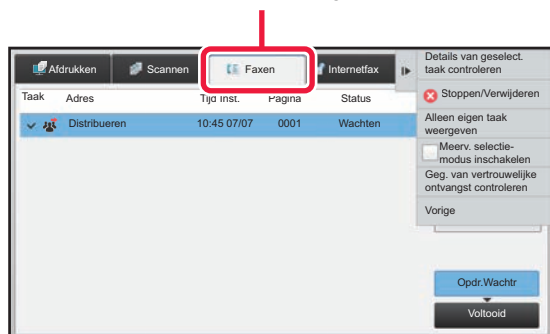 Afdrukken Scannen Faxen Internetfax
Details van geselect.
taak controleren
Stoppen/Verwijderen
Alleen eigen taak
weergeven
Meerv. selectie-
modus inschakelen
Geg. van vertrouwelijke
ontvangst controleren
Vorige
Taak Adres Tijd Inst. Pagina Status
Distribueren 10:45 07/07 0001 Wachten
Opdr.Wachtr
Voltooid